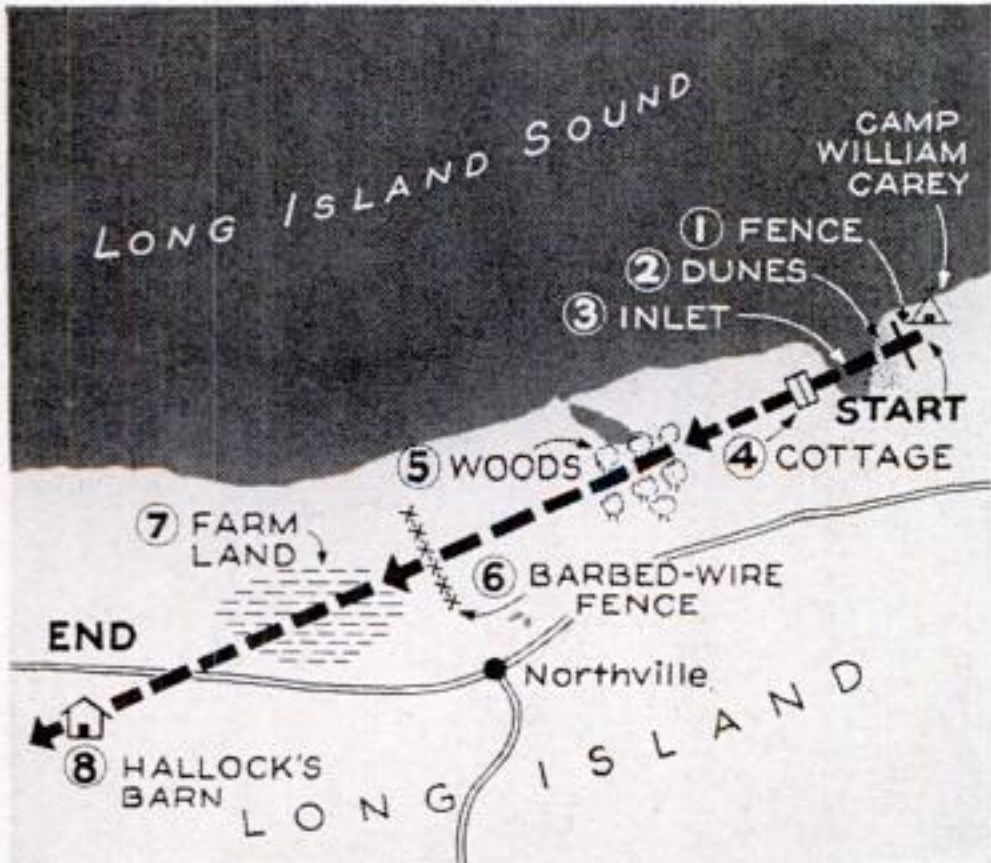 LONG ISLAND SOUND
CAMP
WILLIAM
CAREY
1 FENCE
2 DUNES
3 INLET
START
4 COTTAGE
5 WOODS
7 FARM
LAND
6 BARBED-WIRE
FENCE
END
Northville
8 HALLOCK'S
BARN
LONG ISLAND